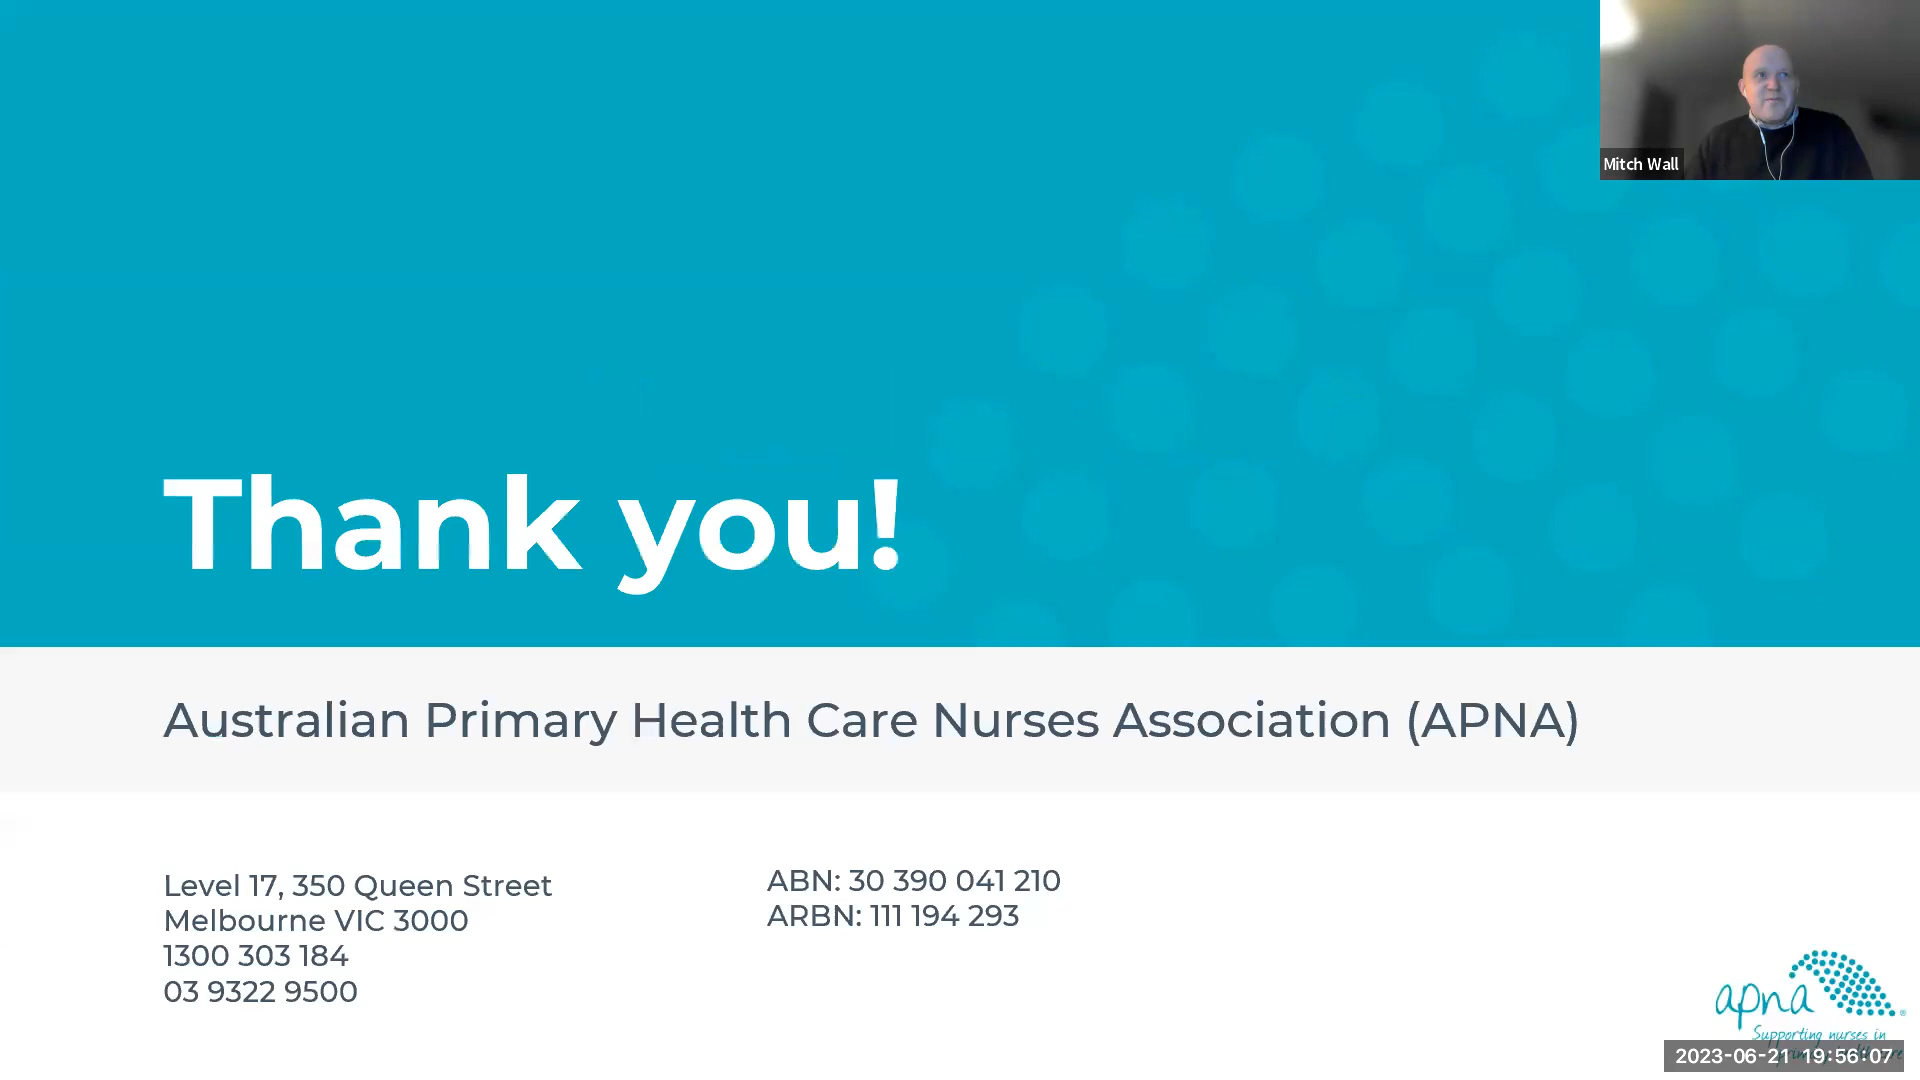 Mitch Wall
Thank you!
Australian Primary Health Care Nurses Association (APNA)
Level 17, 350 Queen Street
Melbourne VIC 3000
1300 303 184
03 9322 9500
ABN: 30 390 041 210
ARBN: 111 194 293
apna
®
Supporting nurses in
2023-06-21 19:56:07